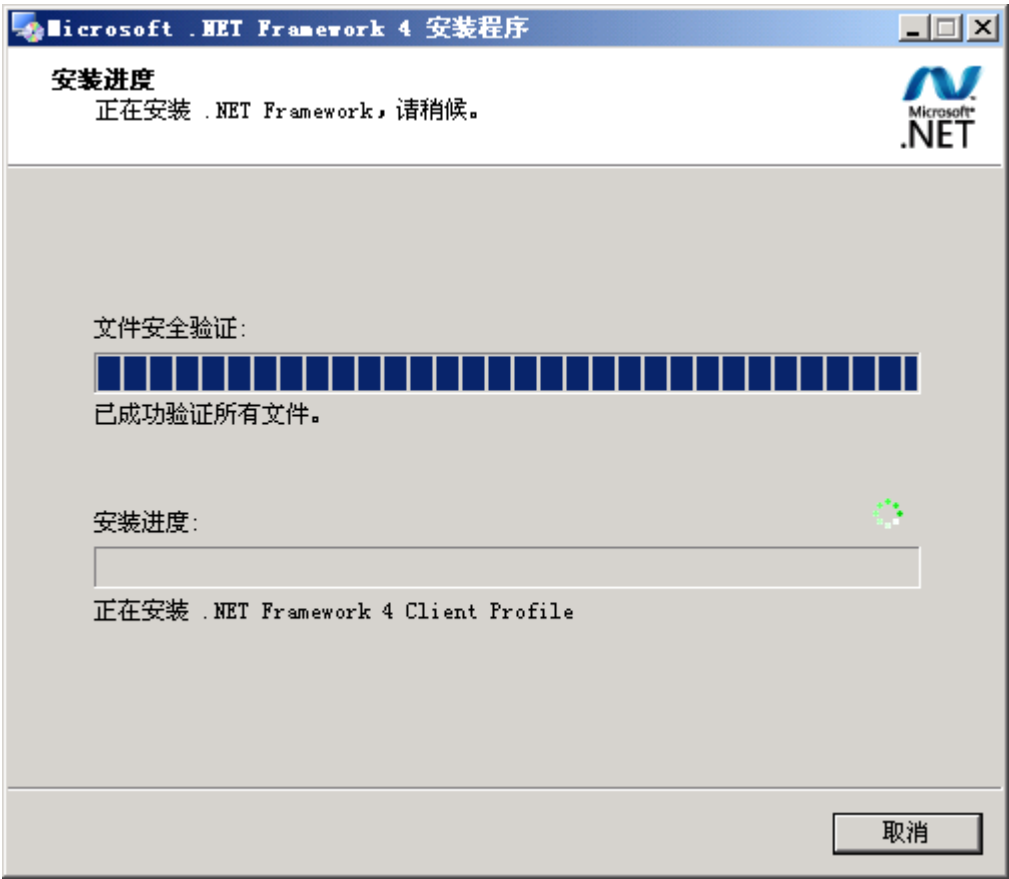 Microsoft .NET Framework 4 安装程序
安装进度
正在安装 .NET Framework，请稍候。
Microsoft
.NET
文件安全验证:
已成功验证所有文件。
安装进度:
正在安装 .NET Framework 4 Client Profile
取消